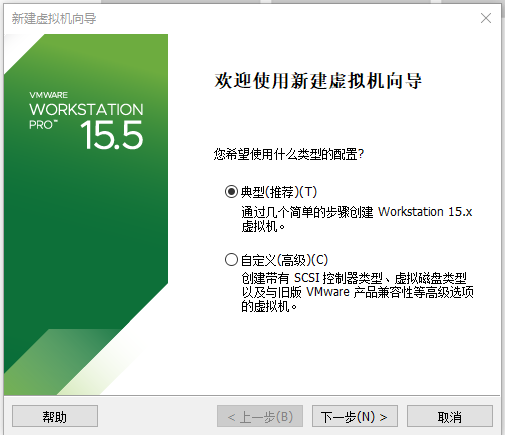 新建虚拟机向导
VMWARE
WORKSTATION
PRO™
15.5
欢迎使用新建虚拟机向导
您希望使用什么类型的配置?
典型(推荐)(T)
通过几个简单的步骤创建 Workstation 15.x
虚拟机。
自定义(高级)(C)
创建带有 SCSI 控制器类型、虚拟磁盘类型
以及与旧版 VMware 产品兼容性等高级选项
的虚拟机。
帮助
< 上一步(B)
下一步(N) >
取消